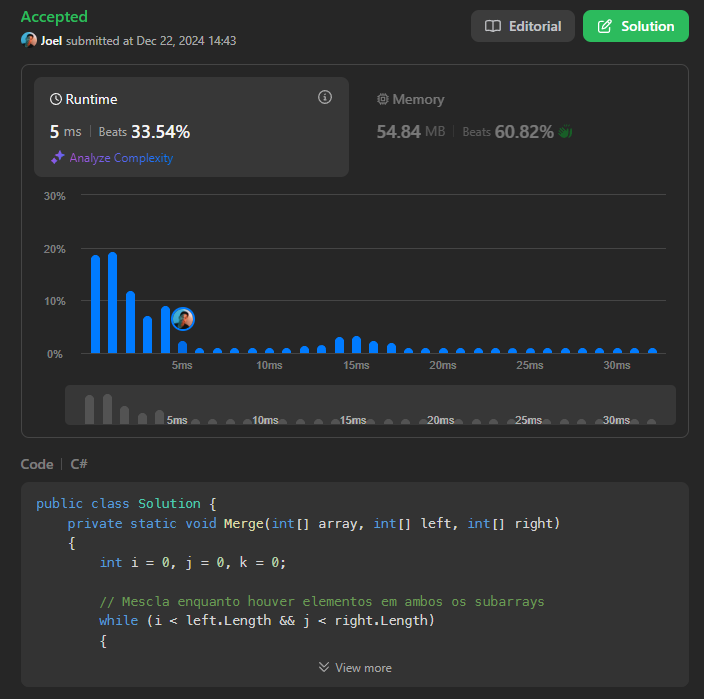 Accepted
Joel submitted at Dec 22, 2024 14:43
Editorial
Solution
Runtime
5 ms | Beats 33.54%
Analyze Complexity
Memory
54.84 MB | Beats 60.82%
30%
20%
10%
0%
5ms 10ms 15ms 20ms 25ms 30ms
5ms 10ms 15ms 20ms 25ms 30ms
Code | C#
public class Solution {
    private static void Merge(int[] array, int[] left, int[] right)
    {
        int i = 0, j = 0, k = 0;

        // Mescla enquanto houver elementos em ambos os subarrays
        while (i < left.Length && j < right.Length)
        {
View more